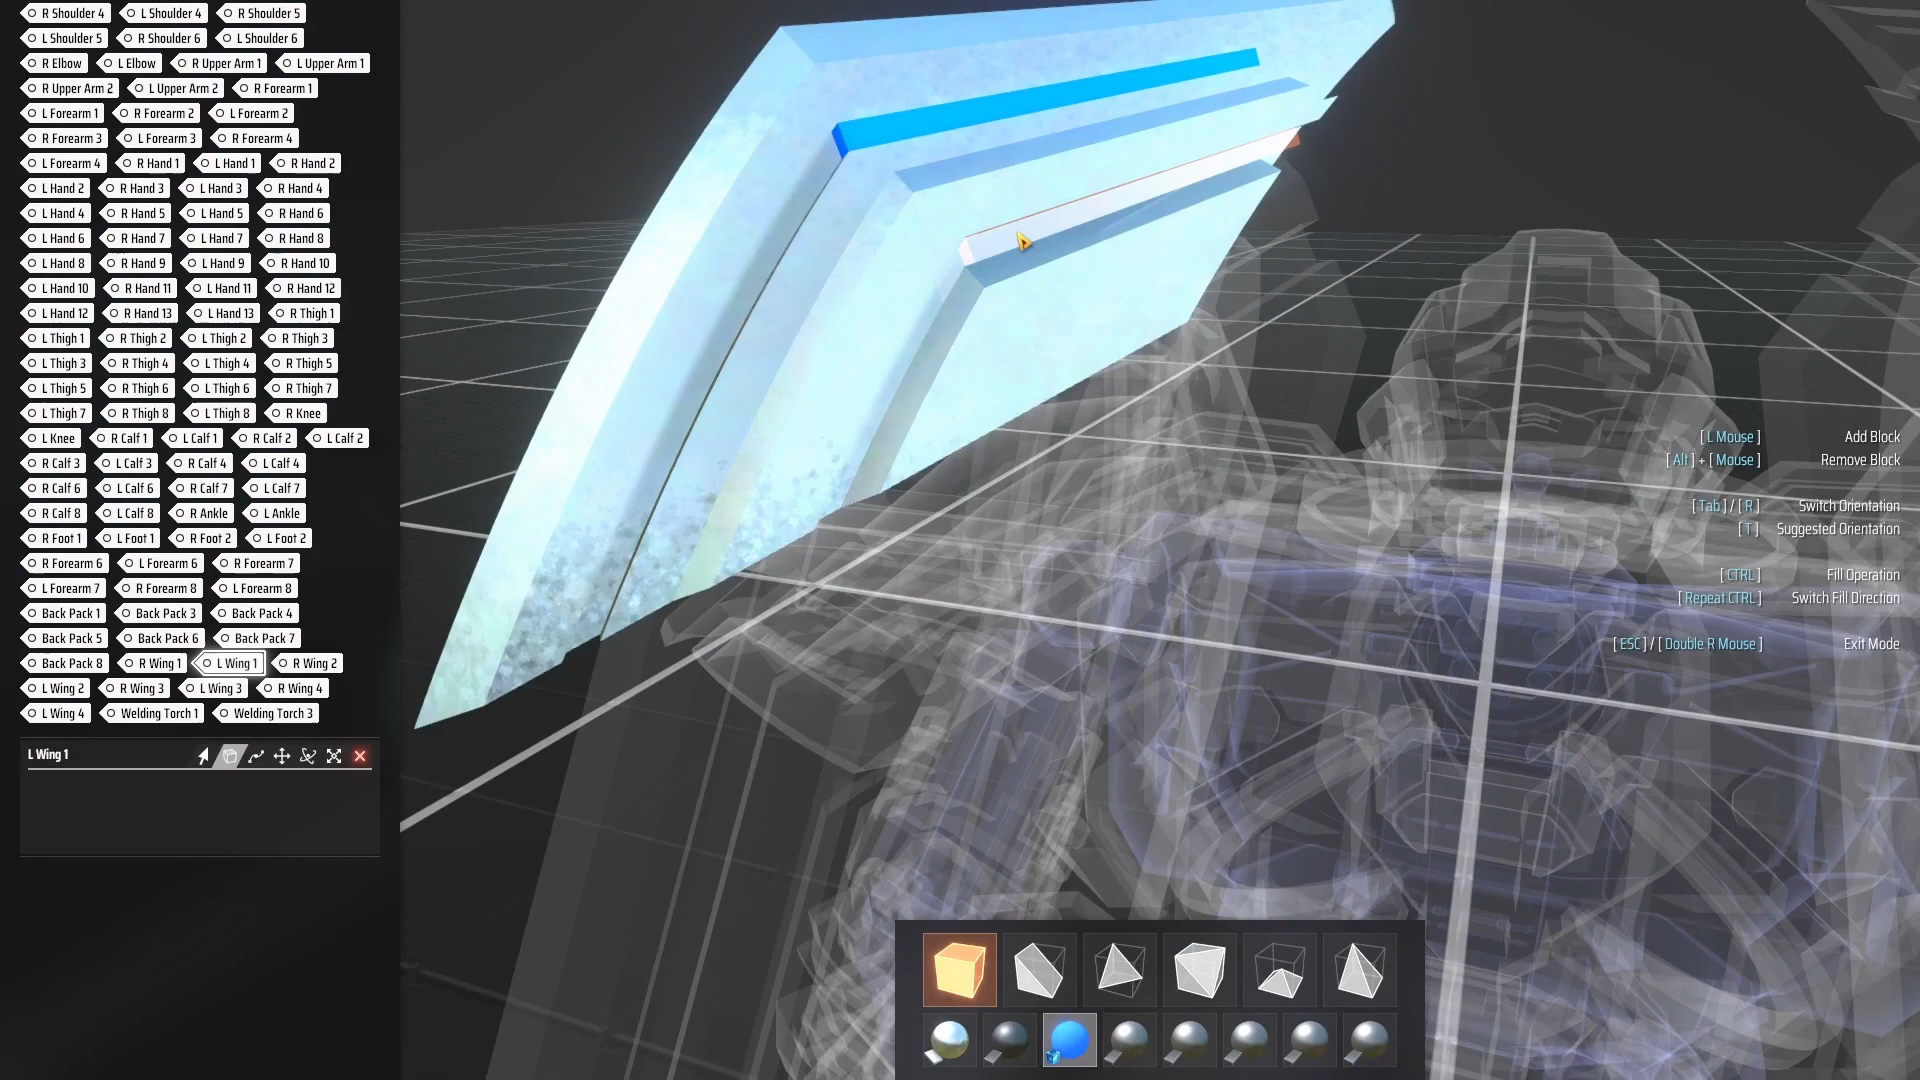 R Shoulder 4 L Shoulder 4 R Shoulder 5
L Shoulder 5 R Shoulder 6 L Shoulder 6
R Elbow L Elbow R Upper Arm 1 L Upper Arm 1
R Upper Arm 2 L Upper Arm 2 R Forearm 1
L Forearm 1 R Forearm 2 L Forearm 2
R Forearm 3 L Forearm 3 R Forearm 4
L Forearm 4 R Hand 1 L Hand 1 R Hand 2
L Hand 2 R Hand 3 L Hand 3 R Hand 4
L Hand 4 R Hand 5 L Hand 5 R Hand 6
L Hand 6 R Hand 7 L Hand 7 R Hand 8
L Hand 8 R Hand 9 L Hand 9 R Hand 10
L Hand 10 R Hand 11 L Hand 11 R Hand 12
L Hand 12 R Hand 13 L Hand 13 R Thigh 1
L Thigh 1 R Thigh 2 L Thigh 2 R Thigh 3
L Thigh 3 R Thigh 4 L Thigh 4 R Thigh 5
L Thigh 5 R Thigh 6 L Thigh 6 R Thigh 7
L Thigh 7 R Thigh 8 L Thigh 8 R Knee
L Knee R Calf 1 L Calf 1 R Calf 2 L Calf 2
R Calf 3 L Calf 3 R Calf 4 L Calf 4
R Calf 6 L Calf 6 R Calf 7 L Calf 7
R Calf 8 L Calf 8 R Ankle L Ankle
R Foot 1 L Foot 1 R Foot 2 L Foot 2
R Forearm 6 L Forearm 6 R Forearm 7
L Forearm 7 R Forearm 8 L Forearm 8
Back Pack 1 Back Pack 3 Back Pack 4
Back Pack 5 Back Pack 6 Back Pack 7
Back Pack 8 R Wing 1 L Wing 1 R Wing 2
L Wing 2 R Wing 3 L Wing 3 R Wing 4
L Wing 4 Welding Torch 1 Welding Torch 3
L Wing 1
[ L Mouse ] Add Block
[ Alt ] + [ Mouse ] Remove Block
[ Tab ] / [ R ] Switch Orientation
[ T ] Suggested Orientation
[ CTRL ] Fill Operation
[ Repeat CTRL ] Switch Fill Direction
[ ESC ] / [ Double R Mouse ] Exit Mode